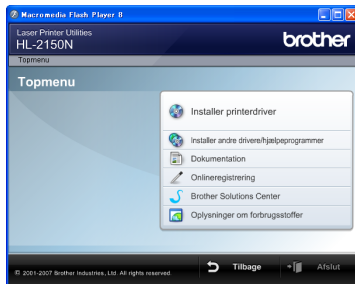 Macromedia Flash Player 8
Laser Printer Utilities
HL-2150N
brother
Topmenu
Topmenu
Installer printerdriver
Installer andre drivere/hjælpeprogrammer
Dokumentation
Onlineregistrering
Brother Solutions Center
Oplysninger om forbrugsstoffer
© 2001-2007 Brother Industries, Ltd. All rights reserved
Tilbage
Afslut